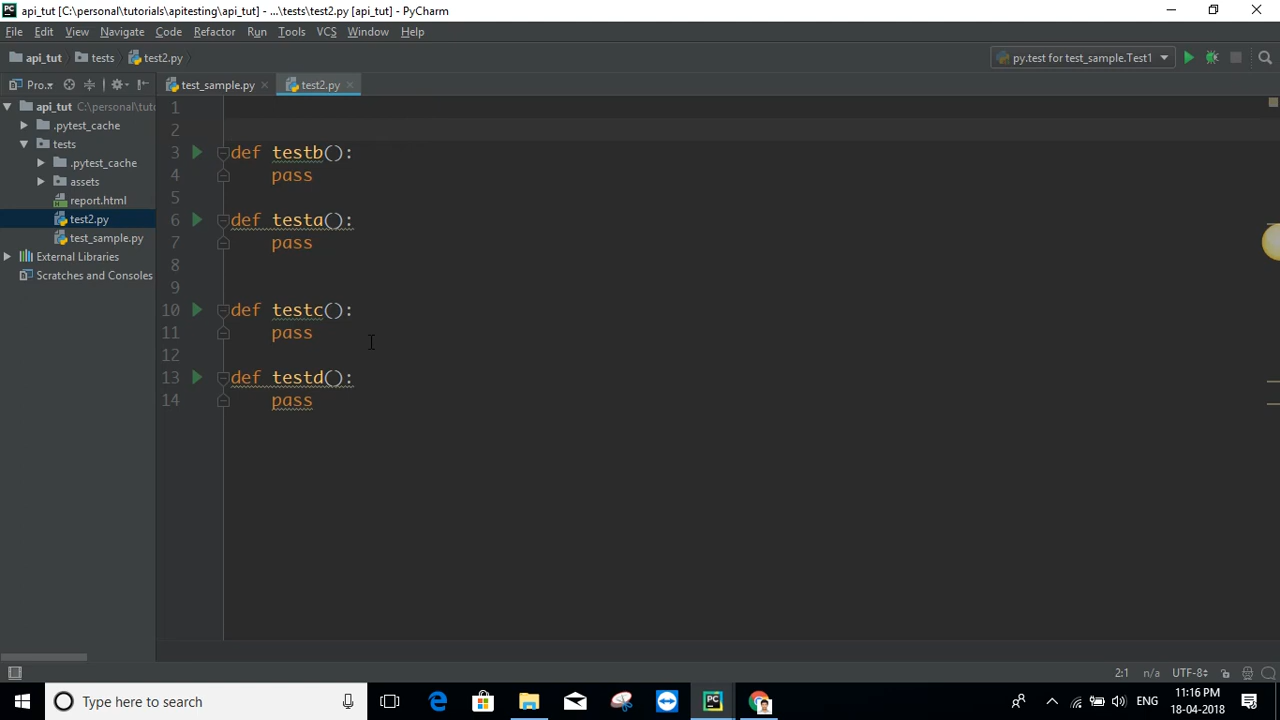 api_tut [C:\personal\tutorials\apitesting\api_tut] - ...\tests\test2.py [api_tut] - PyCharm
File Edit View Navigate Code Refactor Run Tools VCS Window Help
api_tut tests test2.py py.test for test_sample.Test1
Pro.. test_sample.py test2.py
api_tut C:\personal\tuto
.pytest_cache
tests
.pytest_cache
assets
report.html
test2.py
test_sample.py
External Libraries
Scratches and Consoles
1
2
3 def testb():
4 pass
5
6 def testa():
7 pass
8
9
10 def testc():
11 pass
12
13 def testd():
14 pass
2:1 n/a UTF-8
Type here to search
PC
ENG
11:16 PM
18-04-2018